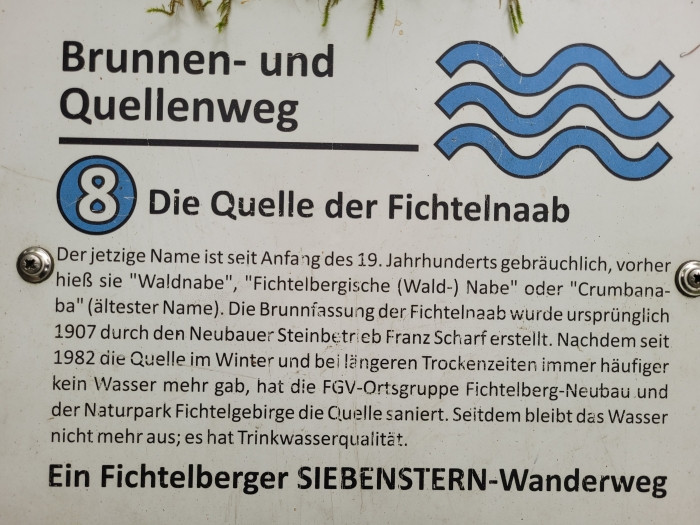 Brunnen- und
Quellenweg
8 Die Quelle der Fichtelnaab
Der jetzige Name ist seit Anfang des 19. Jahrhunderts gebräuchlich, vorher
hieß sie "Waldnabe", "Fichtelbergische (Wald-) Nabe" oder "Crumbana-
ba" (ältester Name). Die Brunnfassung der Fichtelnaab wurde ursprünglich
1907 durch den Neubauer Steinbetrieb Franz Scharf erstellt. Nachdem seit
1982 die Quelle im Winter und bei längeren Trockenzeiten immer häufiger
kein Wasser mehr gab, hat die FGV-Ortsgruppe Fichtelberg-Neubau und
der Naturpark Fichtelgebirge die Quelle saniert. Seitdem bleibt das Wasser
nicht mehr aus; es hat Trinkwasserqualität.
Ein Fichtelberger SIEBENSTERN-Wanderweg